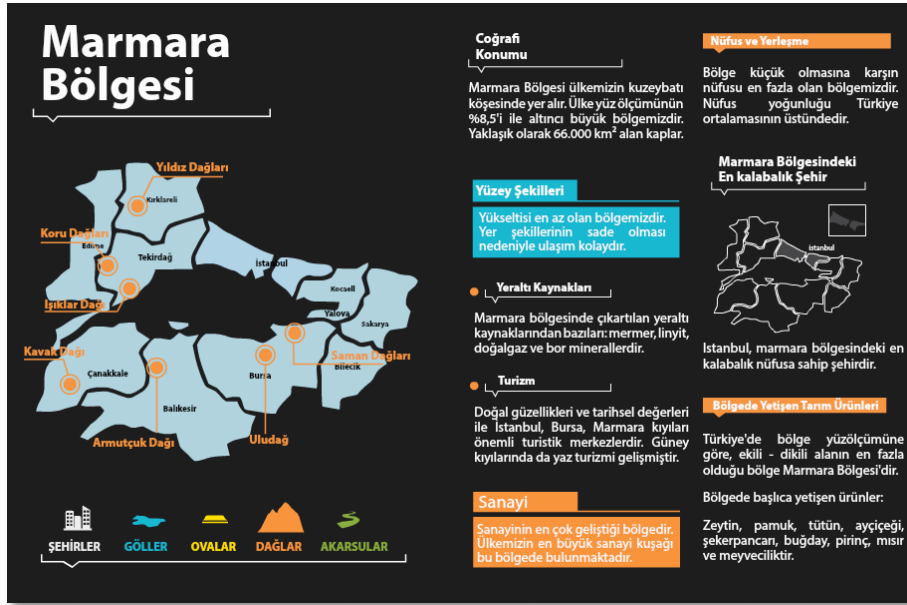 Marmara
Bölgesi
Yıldız Dağları
Kırklareli
Koru Dağları
Edirne
Tekirdağ
İstanbul
Işıklar Dağı
Kocaeli
Yalova
Sakarya
Kavak Dağı
Saman Dağları
Çanakkale
Bursa
Bilecik
Balıkesir
Armutçuk Dağı
Uludağ
ŞEHİRLER
GÖLLER
OVALAR
DAĞLAR
AKARSULAR
Coğrafi
Konumu
Marmara Bölgesi ülkemizin kuzeybatı
köşesinde yer alır. Ülke yüz ölçümünün
%8,5'i ile altıncı büyük bölgemizdir.
Yaklaşık olarak 66.000 km² alan kaplar.
Yüzey Şekilleri
Yükseltisi en az olan bölgemizdir.
Yer şekillerinin sade olması
nedeniyle ulaşım kolaydır.
Yeraltı Kaynakları
Marmara bölgesinde çıkartılan yeraltı
kaynaklarından bazıları: mermer, linyit,
doğalgaz ve bor minerallerdir.
Turizm
Doğal güzellikleri ve tarihsel değerleri
ile İstanbul, Bursa, Marmara kıyıları
önemli turistik merkezlerdir. Güney
kıyılarında da yaz turizmi gelişmiştir.
Sanayi
Sanayinin en çok geliştiği bölgedir.
Ülkemizin en büyük sanayi kuşağı
bu bölgede bulunmaktadır.
Nüfus ve Yerleşme
Bölge küçük olmasına karşın
nüfusu en fazla olan bölgemizdir.
Nüfus yoğunluğu Türkiye
ortalamasının üstündedir.
Marmara Bölgesindeki
En kalabalık Şehir
İstanbul
Istanbul, marmara bölgesindeki en
kalabalık nüfusa sahip şehirdir.
Bölgede Yetişen Tarım Ürünleri
Türkiye'de bölge yüzölçümüne
göre, ekili - dikili alanın en fazla
olduğu bölge Marmara Bölgesi'dir.
Bölgede başlıca yetişen ürünler:
Zeytin, pamuk, tütün, ayçiçeği,
şekerpancarı, buğday, pirinç, mısır
ve meyveciliktir.